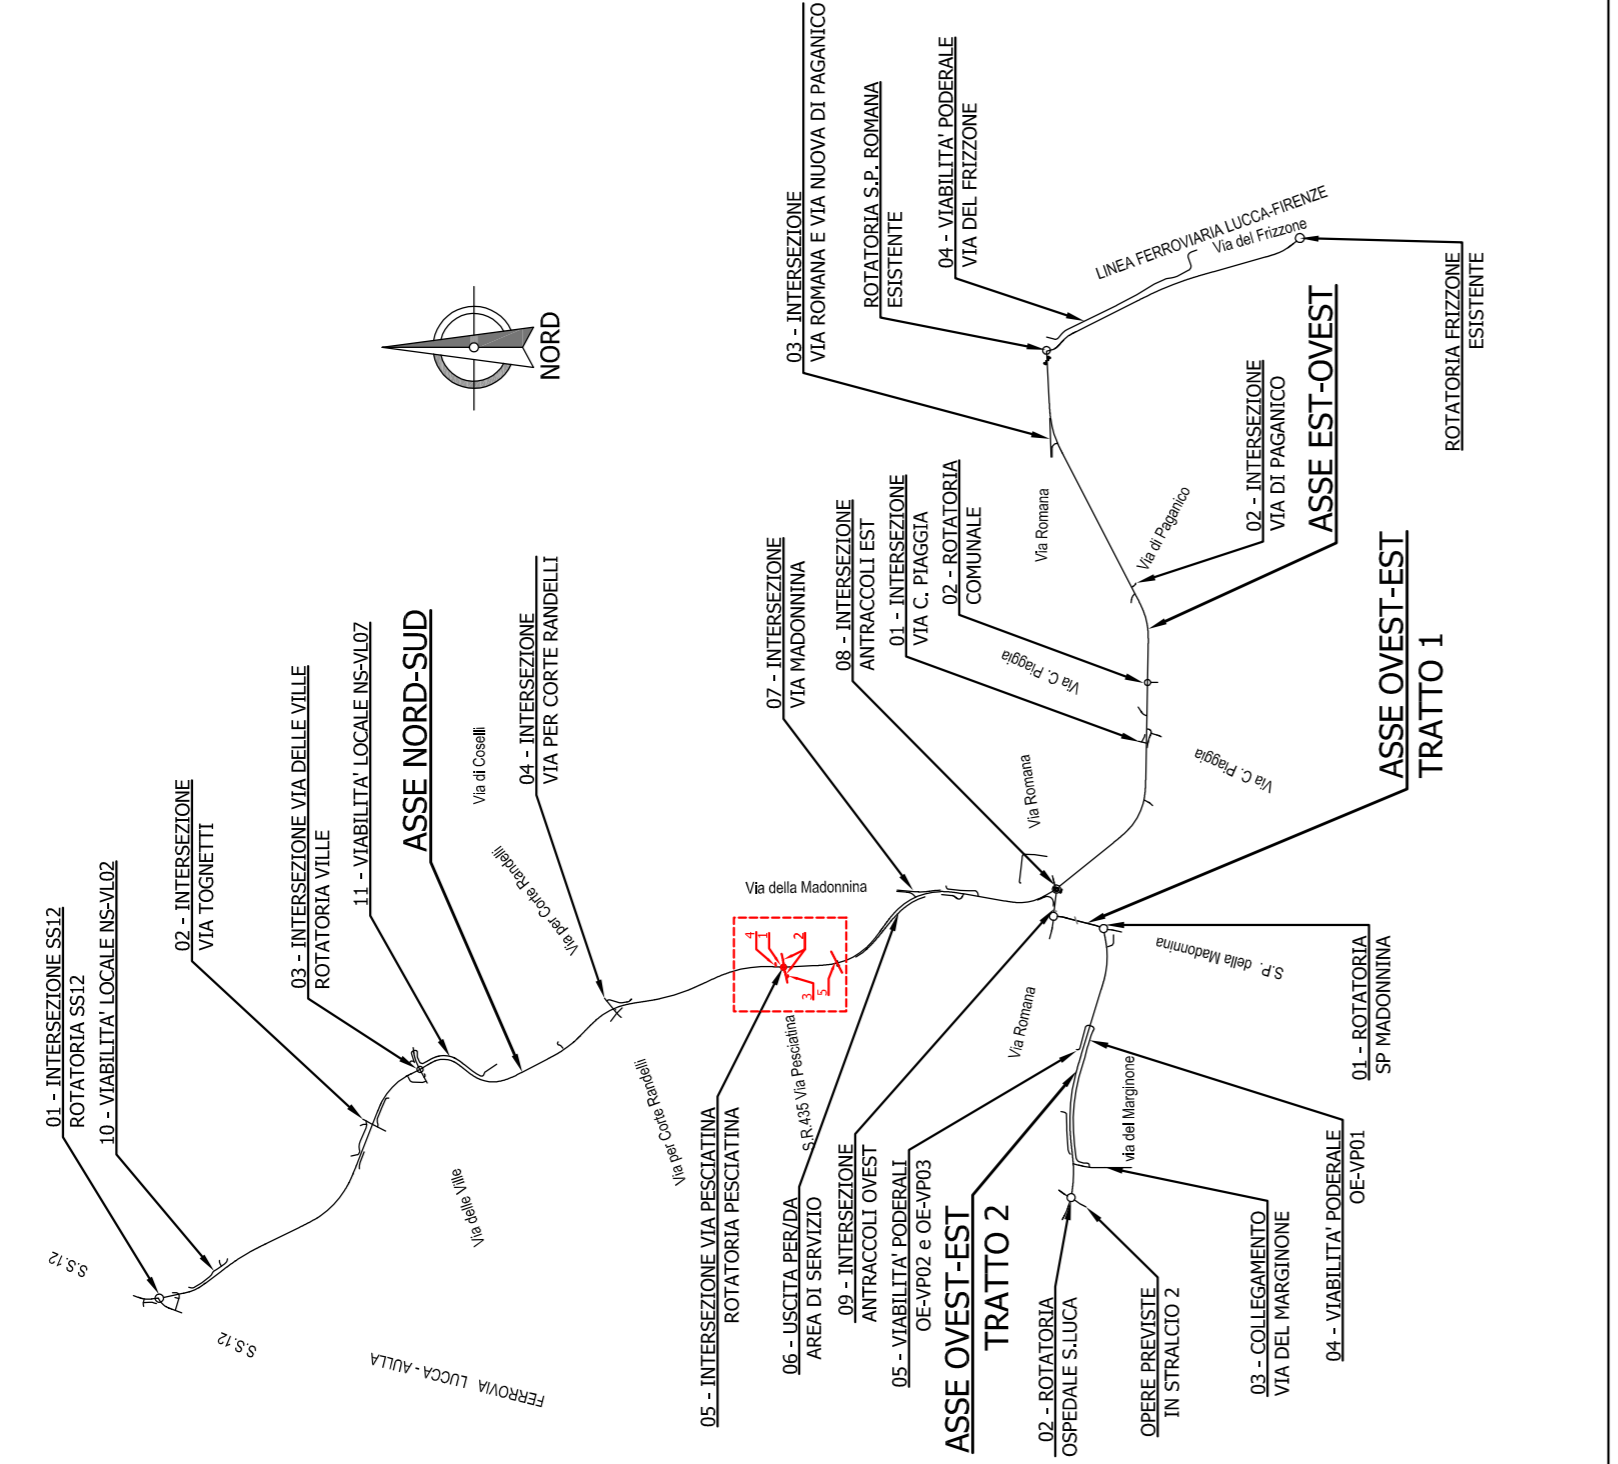 01 - INTERSEZIONE SS12
ROTATORIA SS12
10 - VIABILITA' LOCALE NS-VL02
02 - INTERSEZIONE
VIA TOGNETTI
03 - INTERSEZIONE VIA DELLE VILLE
ROTATORIA VILLE
11 - VIABILITA' LOCALE NS-VL07
ASSE NORD-SUD
Via di Coselli
04 - INTERSEZIONE
VIA PER CORTE RANDELLI
Via per Corte Randelli
NORD
S.S.12
S.S.12
FERROVIA LUCCA - AULLA
Via delle Ville
Via per Corte Randelli
05 - INTERSEZIONE VIA PESCIATINA
ROTATORIA PESCIATINA
4
1
2
3
5
S.R.435 Via Pesciatina
Via della Madonnina
06 - USCITA PER/DA
AREA DI SERVIZIO
07 - INTERSEZIONE
VIA MADONNINA
08 - INTERSEZIONE
ANTRACCOLI EST
09 - INTERSEZIONE
ANTRACCOLI OVEST
01 - INTERSEZIONE
VIA C. PIAGGIA
02 - ROTATORIA
COMUNALE
03 - INTERSEZIONE
VIA ROMANA E VIA NUOVA DI PAGANICO
ROTATORIA S.P. ROMANA
ESISTENTE
04 - VIABILITA' PODERALE
VIA DEL FRIZZONE
LINEA FERROVIARIA LUCCA-FIRENZE
Via del Frizzone
ROTATORIA FRIZZONE
ESISTENTE
Via Romana
Via di Paganico
02 - INTERSEZIONE
VIA DI PAGANICO
ASSE EST-OVEST
Via C. Piaggia
Via C. Piaggia
Via Romana
ASSE OVEST-EST
TRATTO 1
S.P. della Madonnina
01 - ROTATORIA
SP MADONNINA
Via Romana
05 - VIABILITA' PODERALI
OE-VP02 e OE-VP03
ASSE OVEST-EST
TRATTO 2
via del Marginone
02 - ROTATORIA
OSPEDALE S.LUCA
OPERE PREVISTE
IN STRALCIO 2
03 - COLLEGAMENTO
VIA DEL MARGINONE
04 - VIABILITA' PODERALE
OE-VP01